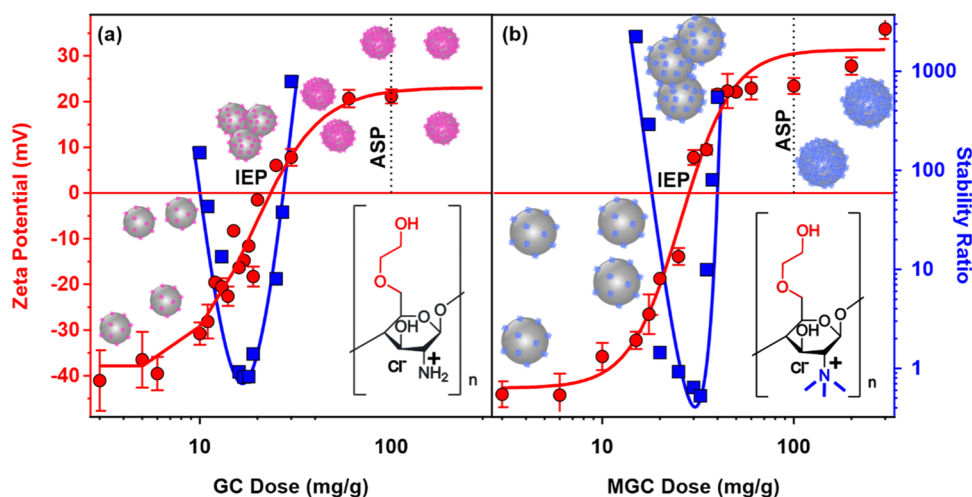 (a)
(b)
Zeta Potential (mV)
30
20
10
0
-10
-20
-30
-40
IEP
ASP
IEP
ASP
OH
O
O
O
OH
Cl⁻
+
NH₂
n
OH
O
O
O
OH
Cl⁻
+
N
n
1000
100
10
1
Stability Ratio
10
100
10
100
GC Dose (mg/g)
MGC Dose (mg/g)